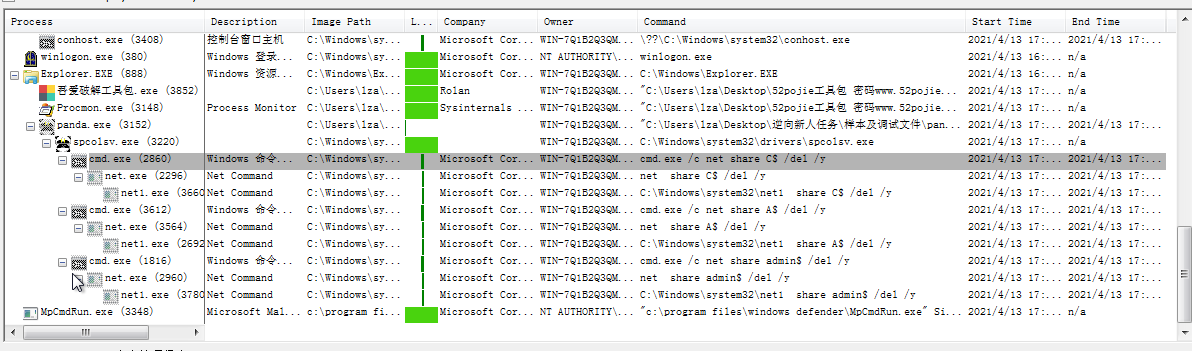 Process Description Image Path L... Company Owner Command Start Time End Time
conhost.exe (3408) 控制台窗口主机 C:\Windows\sy... Microsoft Cor... WIN-7Q1B2Q3QM... \??\C:\Windows\system32\conhost.exe 2021/4/13 17:... 2021/4/13 17:...
winlogon.exe (380) Windows 登录... C:\Windows\sy... Microsoft Cor... NT AUTHORITY\... winlogon.exe 2021/4/13 16:... n/a
Explorer.EXE (888) Windows 资源... C:\Windows\Ex... Microsoft Cor... WIN-7Q1B2Q3QM... C:\Windows\Explorer.EXE 2021/4/13 16:... n/a
吾爱破解工具包.exe (3852) C:\Users\1za\... Rolan WIN-7Q1B2Q3QM... "C:\Users\1za\Desktop\52pojie工具包 密码www.52pojie... 2021/4/13 17:... n/a
Procmon.exe (3148) Process Monitor C:\Users\1za\... Sysinternals ... WIN-7Q1B2Q3QM... "C:\Users\1za\Desktop\52pojie工具包 密码www.52pojie... 2021/4/13 17:... n/a
panda.exe (3152) C:\Users\1za\... WIN-7Q1B2Q3QM... "C:\Users\1za\Desktop\逆向新人任务\样本及调试文件\pan... 2021/4/13 17:... 2021/4/13 17:...
spcolsv.exe (3220) C:\Windows\sy... WIN-7Q1B2Q3QM... C:\Windows\system32\drivers\spcolsv.exe 2021/4/13 17:... n/a
cmd.exe (2860) Windows 命令... C:\Windows\sy... Microsoft Cor... WIN-7Q1B2Q3QM... cmd.exe /c net share C$ /del /y 2021/4/13 17:... 2021/4/13 17:...
net.exe (2296) Net Command C:\Windows\sy... Microsoft Cor... WIN-7Q1B2Q3QM... net share C$ /del /y 2021/4/13 17:... 2021/4/13 17:...
net1.exe (3660 Net Command C:\Windows\sy... Microsoft Cor... WIN-7Q1B2Q3QM... C:\Windows\system32\net1 share C$ /del /y 2021/4/13 17:... 2021/4/13 17:...
cmd.exe (3612) Windows 命令... C:\Windows\sy... Microsoft Cor... WIN-7Q1B2Q3QM... cmd.exe /c net share A$ /del /y 2021/4/13 17:... 2021/4/13 17:...
net.exe (3564) Net Command C:\Windows\sy... Microsoft Cor... WIN-7Q1B2Q3QM... net share A$ /del /y 2021/4/13 17:... 2021/4/13 17:...
net1.exe (2692 Net Command C:\Windows\sy... Microsoft Cor... WIN-7Q1B2Q3QM... C:\Windows\system32\net1 share A$ /del /y 2021/4/13 17:... 2021/4/13 17:...
cmd.exe (1816) Windows 命令... C:\Windows\sy... Microsoft Cor... WIN-7Q1B2Q3QM... cmd.exe /c net share admin$ /del /y 2021/4/13 17:... 2021/4/13 17:...
net.exe (2960) Net Command C:\Windows\sy... Microsoft Cor... WIN-7Q1B2Q3QM... net share admin$ /del /y 2021/4/13 17:... 2021/4/13 17:...
net1.exe (3780 Net Command C:\Windows\sy... Microsoft Cor... WIN-7Q1B2Q3QM... C:\Windows\system32\net1 share admin$ /del /y 2021/4/13 17:... 2021/4/13 17:...
MpCmdRun.exe (3348) Microsoft Mal... c:\program fi... Microsoft Cor... NT AUTHORITY\... "c:\program files\windows defender\MpCmdRun.exe" Si... 2021/4/13 17:... n/a